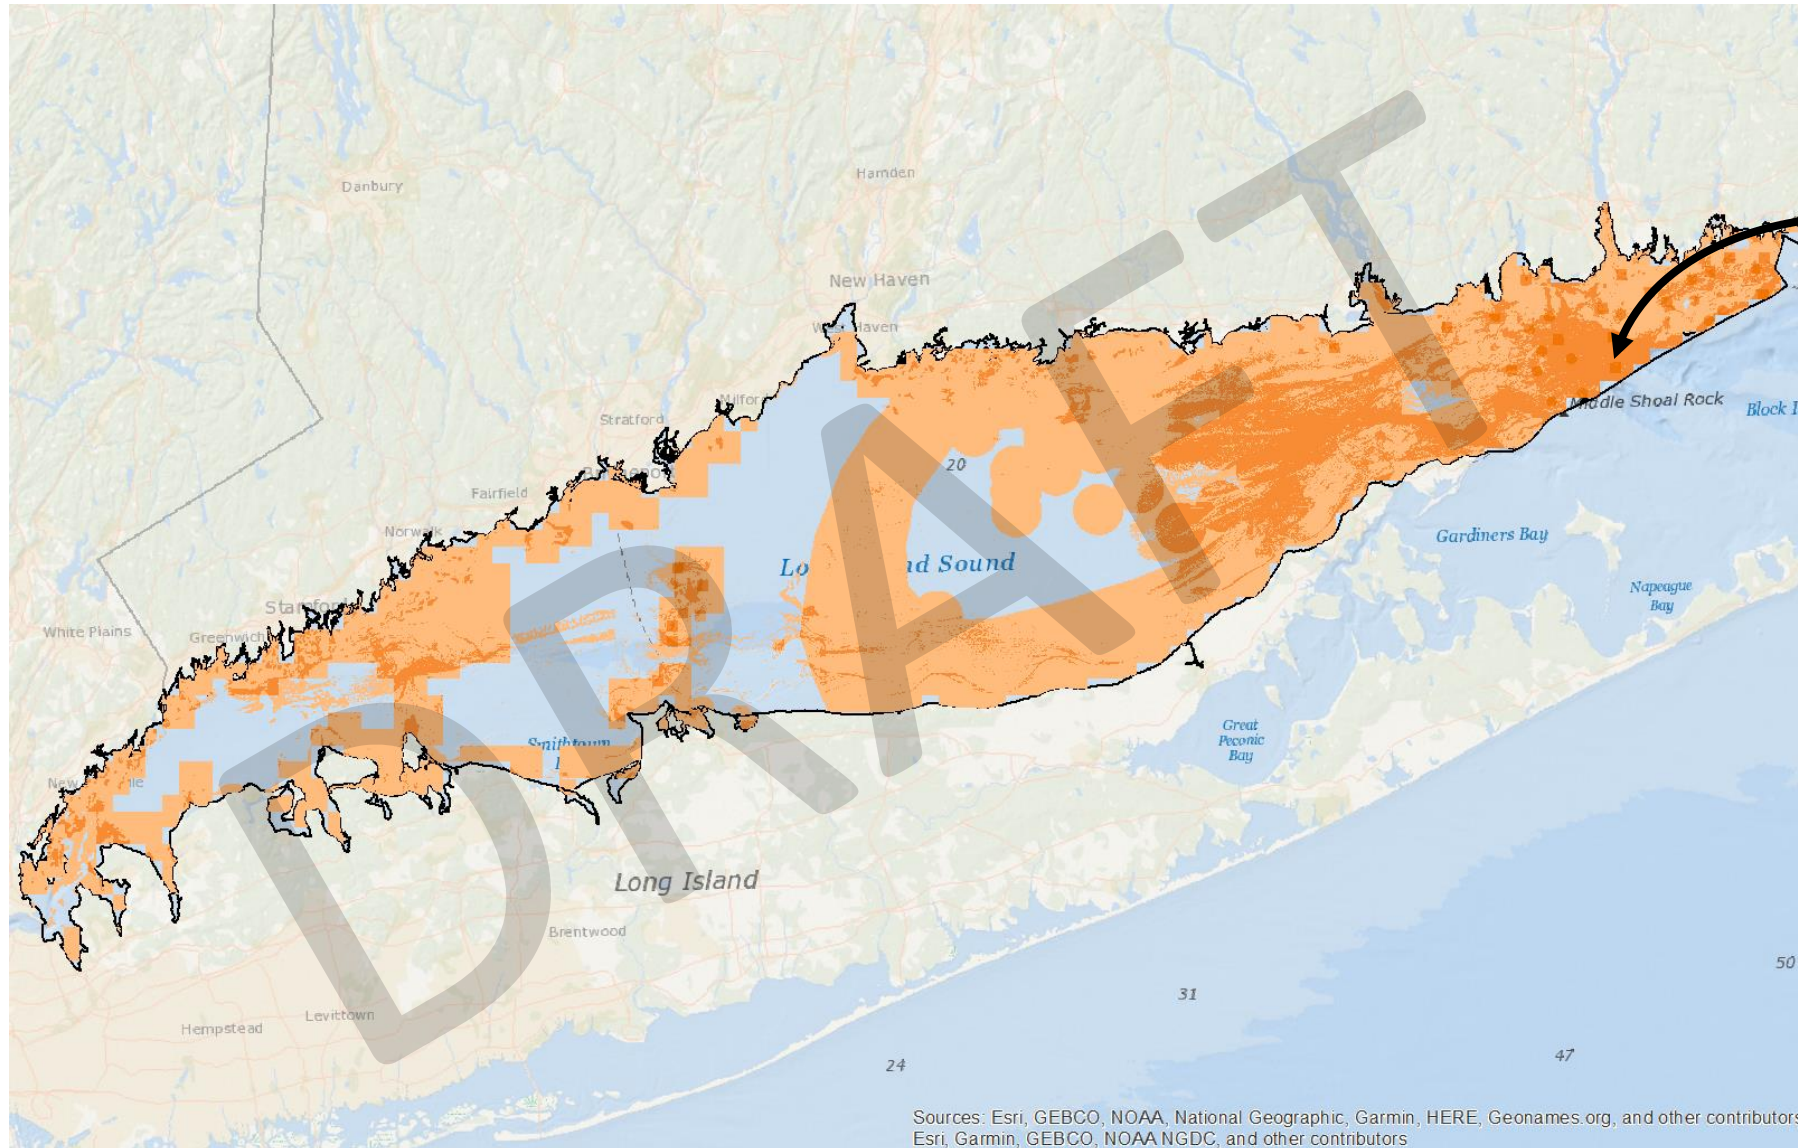 Danbury
Hamden
New Haven
Haven
Milford
Stratford
Fairfield
Norwalk
Stamford
Greenwich
White Plains
20
Long Island Sound
Middle Shoal Rock
Block I
Gardiners Bay
Napeague
Bay
Great
Peconic
Bay
Smithtown
Long Island
Brentwood
Levittown
Hempstead
50
31
47
24
DRAFT
Sources: Esri, GEBCO, NOAA, National Geographic, Garmin, HERE, Geonames.org, and other contributors
Esri, Garmin, GEBCO, NOAA NGDC, and other contributors